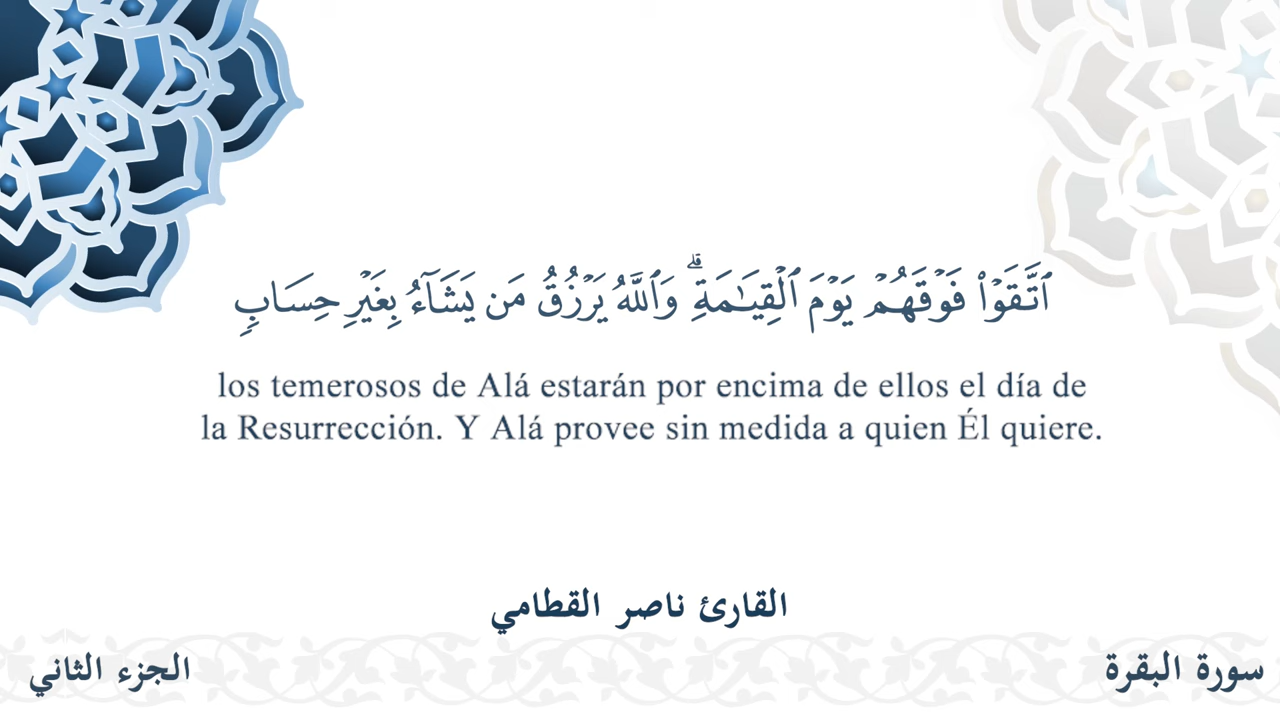 ٱتَّقَوۡاْ فَوۡقَهُمۡ يَوۡمَ ٱلۡقِيَٰمَةِۗ وَٱللَّهُ يَرۡزُقُ مَن يَشَآءُ بِغَيۡرِ حِسَابٖ
los temerosos de Alá estarán por encima de ellos el día de
la Resurrección. Y Alá provee sin medida a quien Él quiere.
القارئ ناصر القطامي
سورة البقرة
الجزء الثاني